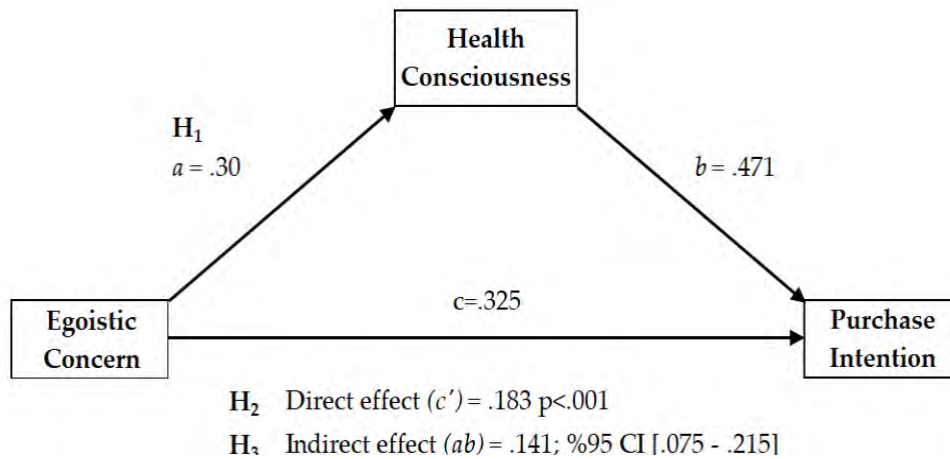 Health
Consciousness
H₁
a = .30
b = .471
c=.325
Egoistic
Concern
Purchase
Intention
H₂ Direct effect (c') = .183 p<.001
H₃ Indirect effect (ab) = .141; %95 CI [.075 - .215]